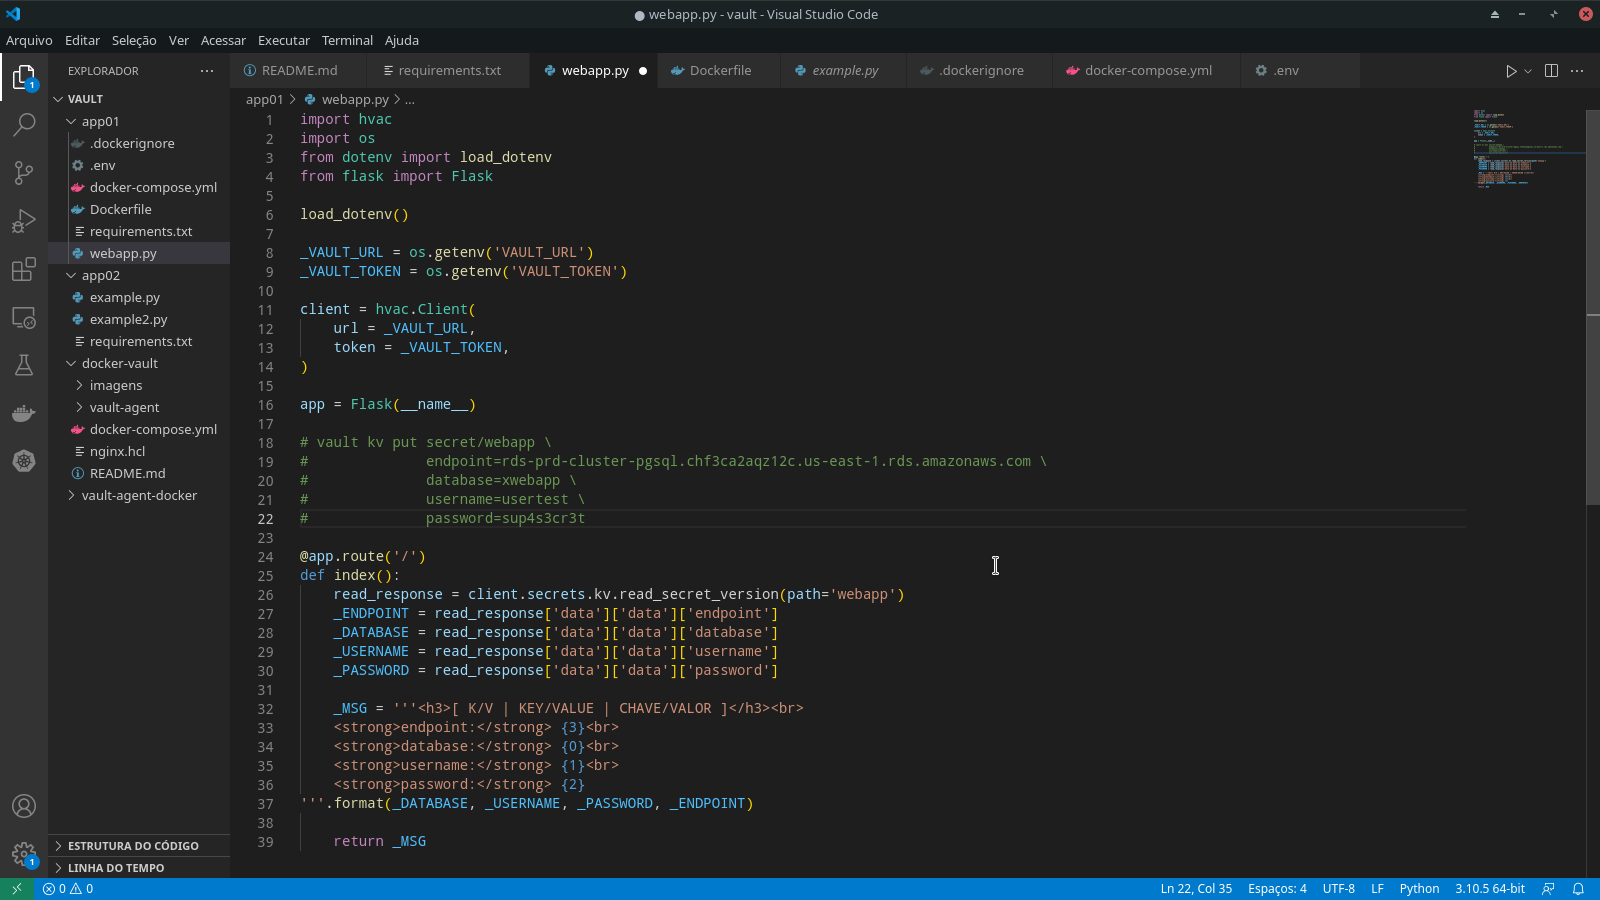 webapp.py - vault - Visual Studio Code
Arquivo Editar Seleção Ver Acessar Executar Terminal Ajuda
EXPLORADOR
README.md requirements.txt webapp.py Dockerfile example.py .dockerignore docker-compose.yml .env
app01 > webapp.py > ...
VAULT
app01
.dockerignore
.env
docker-compose.yml
Dockerfile
requirements.txt
webapp.py
app02
example.py
example2.py
requirements.txt
docker-vault
imagens
vault-agent
docker-compose.yml
nginx.hcl
README.md
vault-agent-docker
ESTRUTURA DO CÓDIGO
LINHA DO TEMPO
1
1
1 import hvac
2 import os
3 from dotenv import load_dotenv
4 from flask import Flask
5
6 load_dotenv()
7
8 _VAULT_URL = os.getenv('VAULT_URL')
9 _VAULT_TOKEN = os.getenv('VAULT_TOKEN')
10
11 client = hvac.Client(
12     url = _VAULT_URL,
13     token = _VAULT_TOKEN,
14 )
15
16 app = Flask(__name__)
17
18 # vault kv put secret/webapp \
19 #              endpoint=rds-prd-cluster-pgsql.chf3ca2aqz12c.us-east-1.rds.amazonaws.com \
20 #              database=xwebapp \
21 #              username=usertest \
22 #              password=sup4s3cr3t
23
24 @app.route('/')
25 def index():
26     read_response = client.secrets.kv.read_secret_version(path='webapp')
27     _ENDPOINT = read_response['data']['data']['endpoint']
28     _DATABASE = read_response['data']['data']['database']
29     _USERNAME = read_response['data']['data']['username']
30     _PASSWORD = read_response['data']['data']['password']
31
32     _MSG = '''<h3>[ K/V | KEY/VALUE | CHAVE/VALOR ]</h3><br>
33     <strong>endpoint:</strong> {3}<br>
34     <strong>database:</strong> {0}<br>
35     <strong>username:</strong> {1}<br>
36     <strong>password:</strong> {2}
37 '''.format(_DATABASE, _USERNAME, _PASSWORD, _ENDPOINT)
38
39     return _MSG
0 0 Ln 22, Col 35 Espaços: 4 UTF-8 LF Python 3.10.5 64-bit